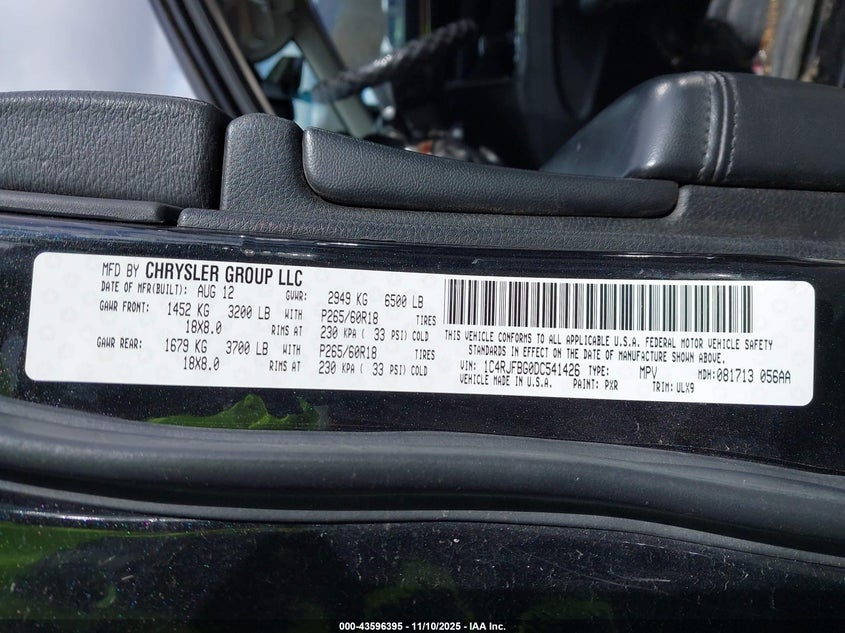 MFD BY CHRYSLER GROUP LLC
DATE OF MFR(BUILT): AUG 12 GVWR: 2949 KG 6500 LB
GAWR FRONT: 1452 KG 3200 LB WITH P265/60R18 TIRES
18X8.0 RIMS AT 230 KPA ( 33 PSI) COLD
GAWR REAR: 1679 KG 3700 LB WITH P265/60R18 TIRES
18X8.0 RIMS AT 230 KPA ( 33 PSI) COLD
THIS VEHICLE CONFORMS TO ALL APPLICABLE U.S.A. FEDERAL MOTOR VEHICLE SAFETY
STANDARDS IN EFFECT ON THE DATE OF MANUFACTURE SHOWN ABOVE.
VIN: 1C4RJFBG0DC541426 TYPE: MPV MDH: 081713 056AA
VEHICLE MADE IN U.S.A. PAINT: PXR TRIM: ULX9
000-43596395 - 11/10/2025 - IAA Inc.